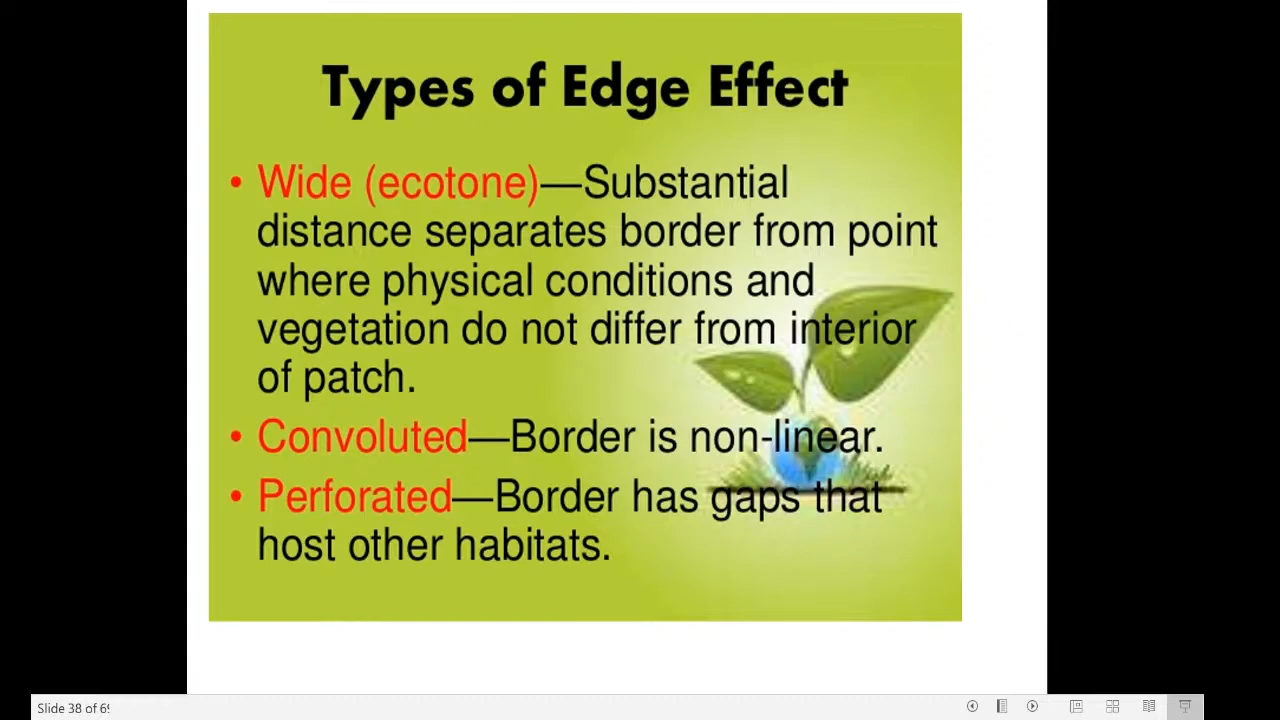 Types of Edge Effect
• Wide (ecotone)—Substantial
distance separates border from point
where physical conditions and
vegetation do not differ from interior
of patch.
• Convoluted—Border is non-linear.
• Perforated—Border has gaps that
host other habitats.
Slide 38 of 69